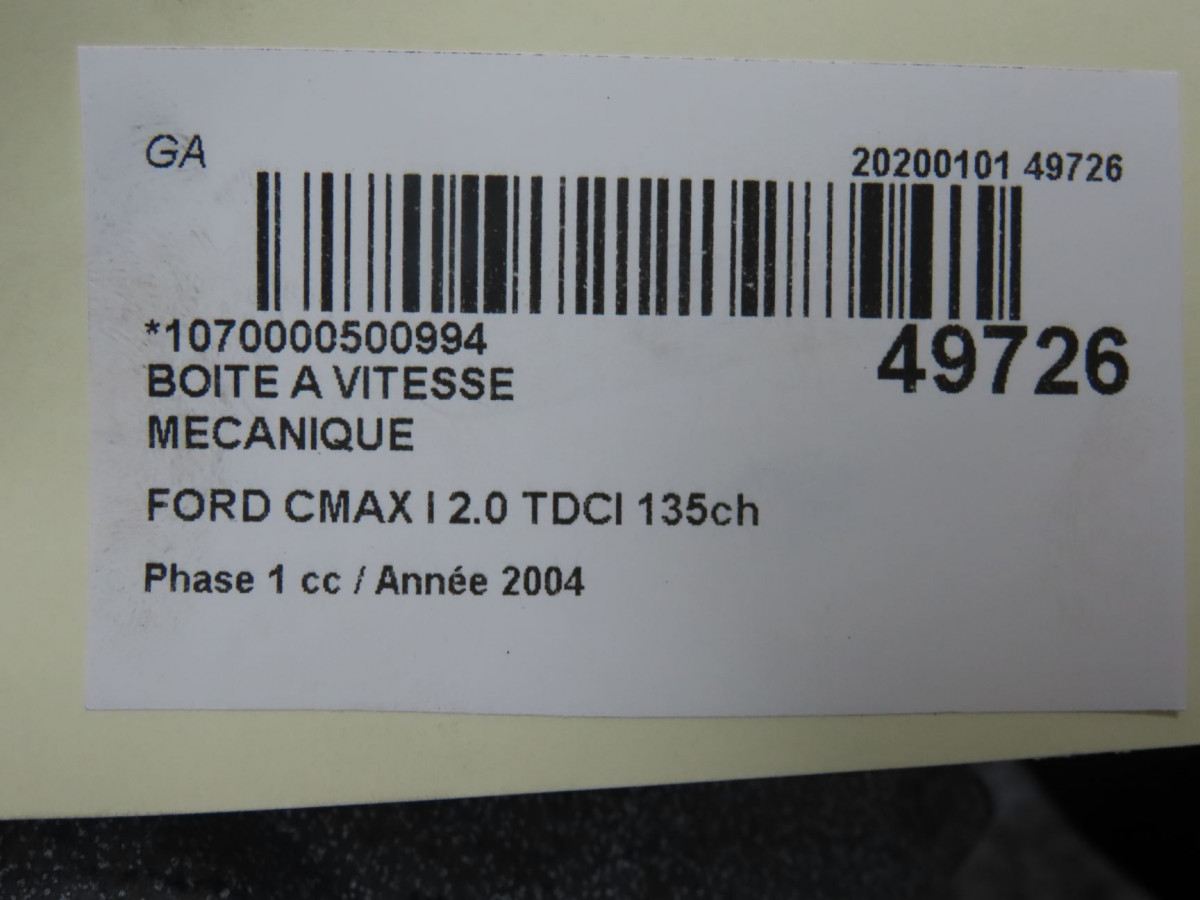 GA
20200101 49726
*1070000500994
49726
BOITE A VITESSE
MECANIQUE
FORD CMAX I 2.0 TDCI 135ch
Phase 1 cc / Année 2004